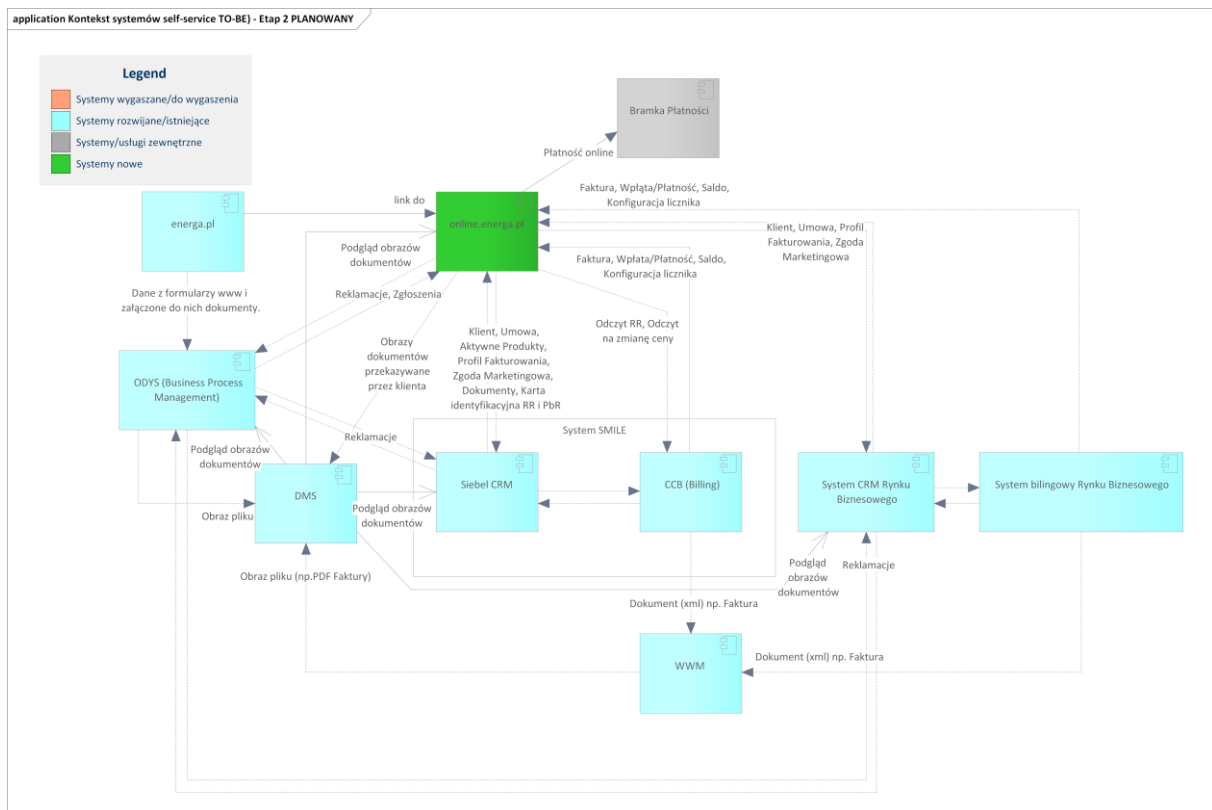 application Kontekst systemów self-service TO-BE) - Etap 2 PLANOWANY
Legend
Systemy wygaszane/do wygaszenia
Systemy rozwijane/istniejące
Systemy/usługi zewnętrzne
Systemy nowe
Bramka Płatności
Płatność online
energa.pl
link do
online.energa.pl
Faktura, Wpłąta/Płatność, Saldo,
Konfiguracja licznika
Klient, Umowa, Profil
Fakturowania, Zgoda
Marketingowa
Podgląd obrazów
dokumentów
Faktura, Wpłata/Płatność, Saldo,
Konfiguracja licznika
Dane z formularzy www i
załączone do nich dokumenty.
Reklamacje, Zgłoszenia
Obrazy
dokumentów
przekazywane
przez klienta
Klient, Umowa,
Aktywne Produkty,
Profil Fakturowania,
Zgoda Marketingowa,
Dokumenty, Karta
identyfikacyjna RR i PbR
Odczyt RR, Odczyt
na zmianę ceny
ODYS (Business Process
Management)
Reklamacje
System SMILE
Podgląd obrazów
dokumentów
DMS
Siebel CRM
CCB (Billing)
System CRM Rynku
Biznesowego
System bilingowy Rynku Biznesowego
Obraz pliku
Podgląd obrazów
dokumentów
Obraz pliku (np.PDF Faktury)
Podgląd
obrazów
dokumentów
Reklamacje
Dokument (xml) np. Faktura
WWM
Dokument (xml) np. Faktura